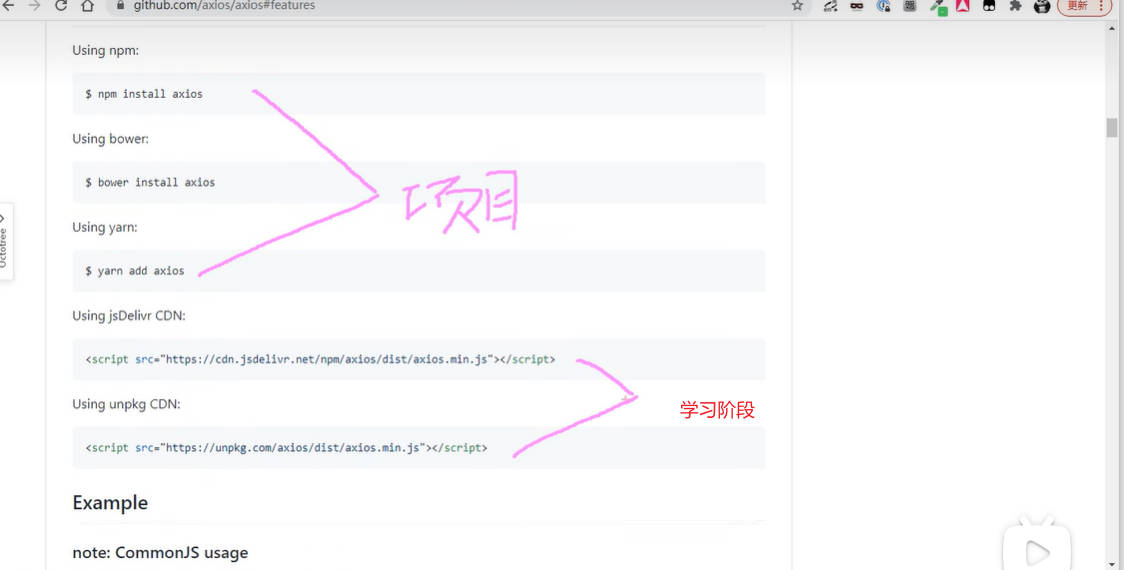 github.com/axios/axios#features
更新
Using npm:
$ npm install axios
Using bower:
$ bower install axios
项目
Using yarn:
$ yarn add axios
Octotree
Using jsDelivr CDN:
<script src="https://cdn.jsdelivr.net/npm/axios/dist/axios.min.js"></script>
Using unpkg CDN:
学习阶段
<script src="https://unpkg.com/axios/dist/axios.min.js"></script>
Example
note: CommonJS usage